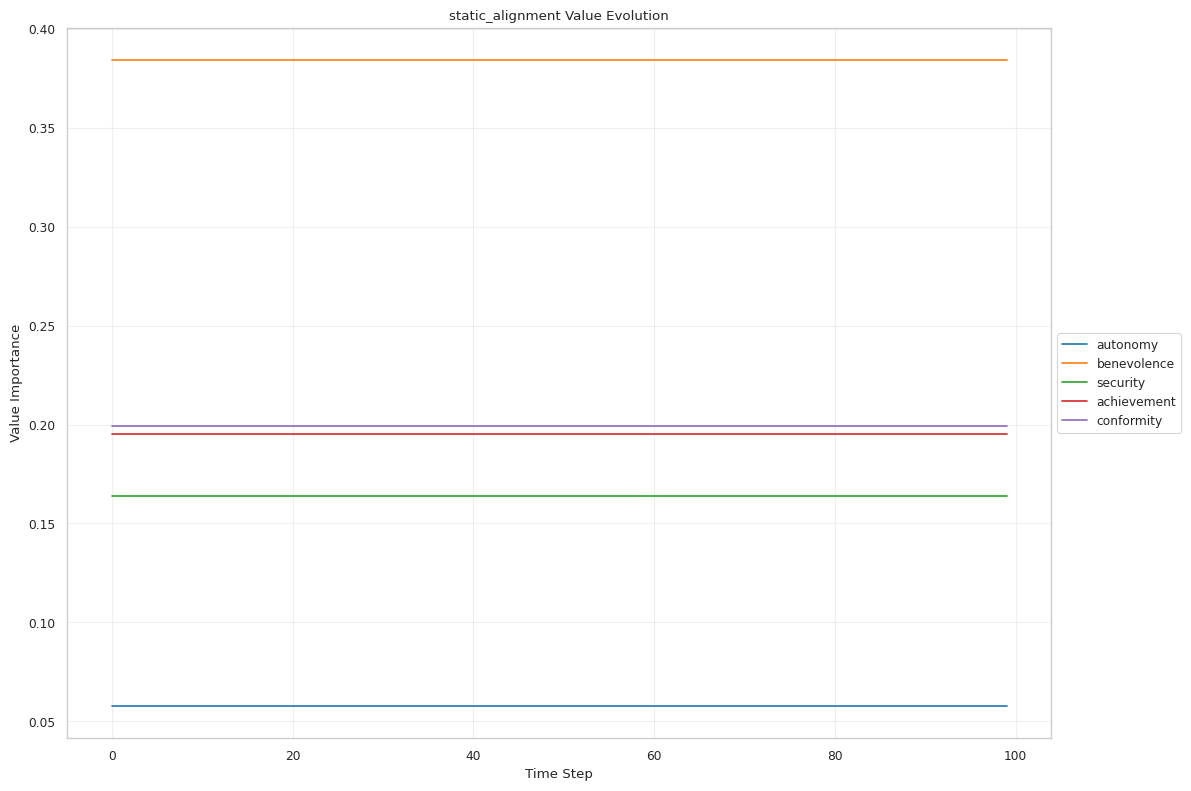 static_alignment Value Evolution
0.40
0.35
0.30
0.25
0.20
0.15
0.10
0.05
Value Importance
0 20 40 60 80 100
Time Step
autonomy
benevolence
security
achievement
conformity